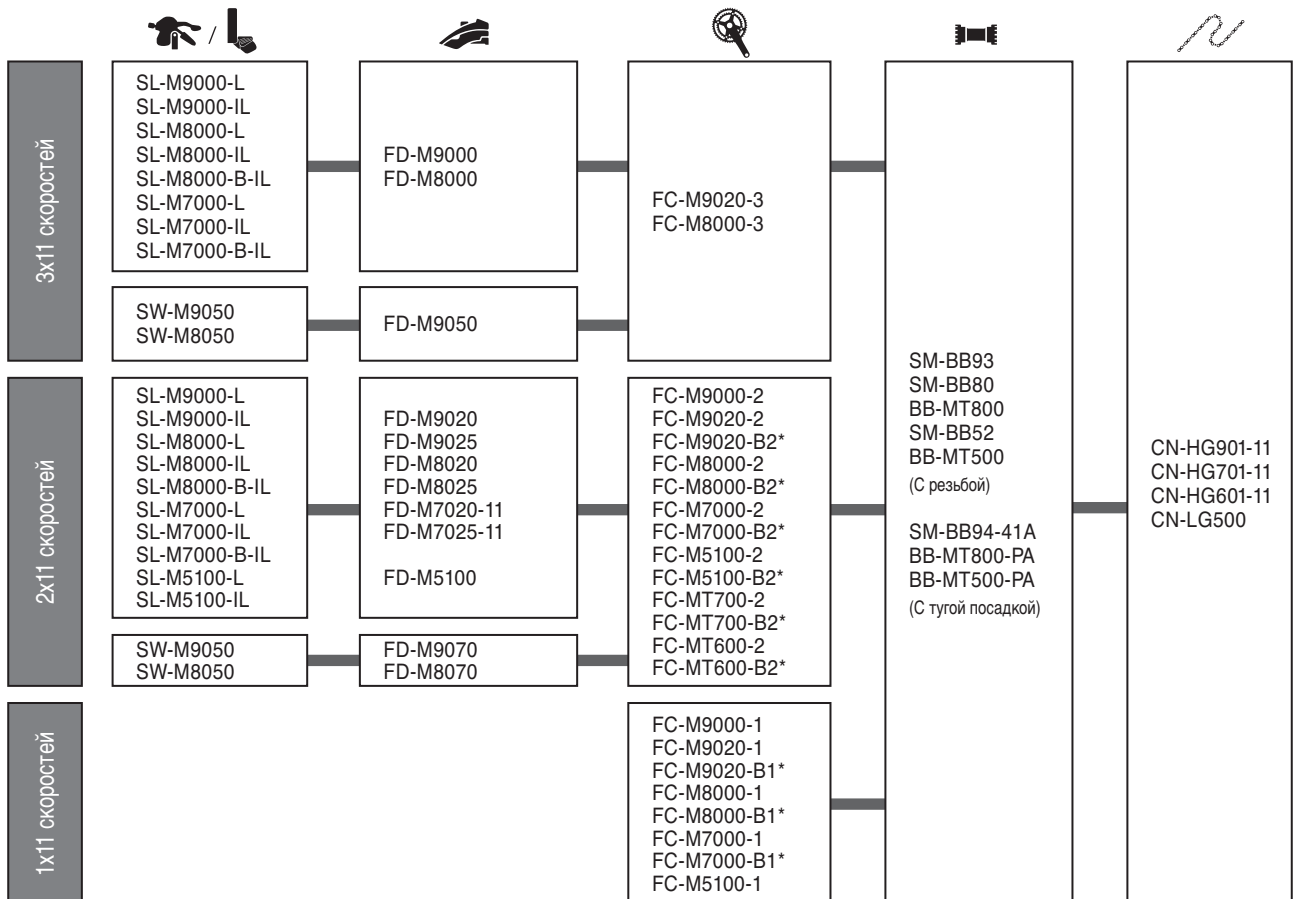 /
3x11 скоростей
SL-M9000-L
SL-M9000-IL
SL-M8000-L
SL-M8000-IL
SL-M8000-B-IL
SL-M7000-L
SL-M7000-IL
SL-M7000-B-IL
FD-M9000
FD-M8000
SW-M9050
SW-M8050
FD-M9050
FC-M9020-3
FC-M8000-3
2x11 скоростей
SL-M9000-L
SL-M9000-IL
SL-M8000-L
SL-M8000-IL
SL-M8000-B-IL
SL-M7000-L
SL-M7000-IL
SL-M7000-B-IL
SL-M5100-L
SL-M5100-IL
FD-M9020
FD-M9025
FD-M8020
FD-M8025
FD-M7020-11
FD-M7025-11
FD-M5100
SW-M9050
SW-M8050
FD-M9070
FD-M8070
FC-M9000-2
FC-M9020-2
FC-M9020-B2*
FC-M8000-2
FC-M8000-B2*
FC-M7000-2
FC-M7000-B2*
FC-M5100-2
FC-M5100-B2*
FC-MT700-2
FC-MT700-B2*
FC-MT600-2
FC-MT600-B2*
1x11 скоростей
FC-M9000-1
FC-M9020-1
FC-M9020-B1*
FC-M8000-1
FC-M8000-B1*
FC-M7000-1
FC-M7000-B1*
FC-M5100-1
SM-BB93
SM-BB80
BB-MT800
SM-BB52
BB-MT500
(С резьбой)
SM-BB94-41A
BB-MT800-PA
BB-MT500-PA
(С тугой посадкой)
CN-HG901-11
CN-HG701-11
CN-HG601-11
CN-LG500